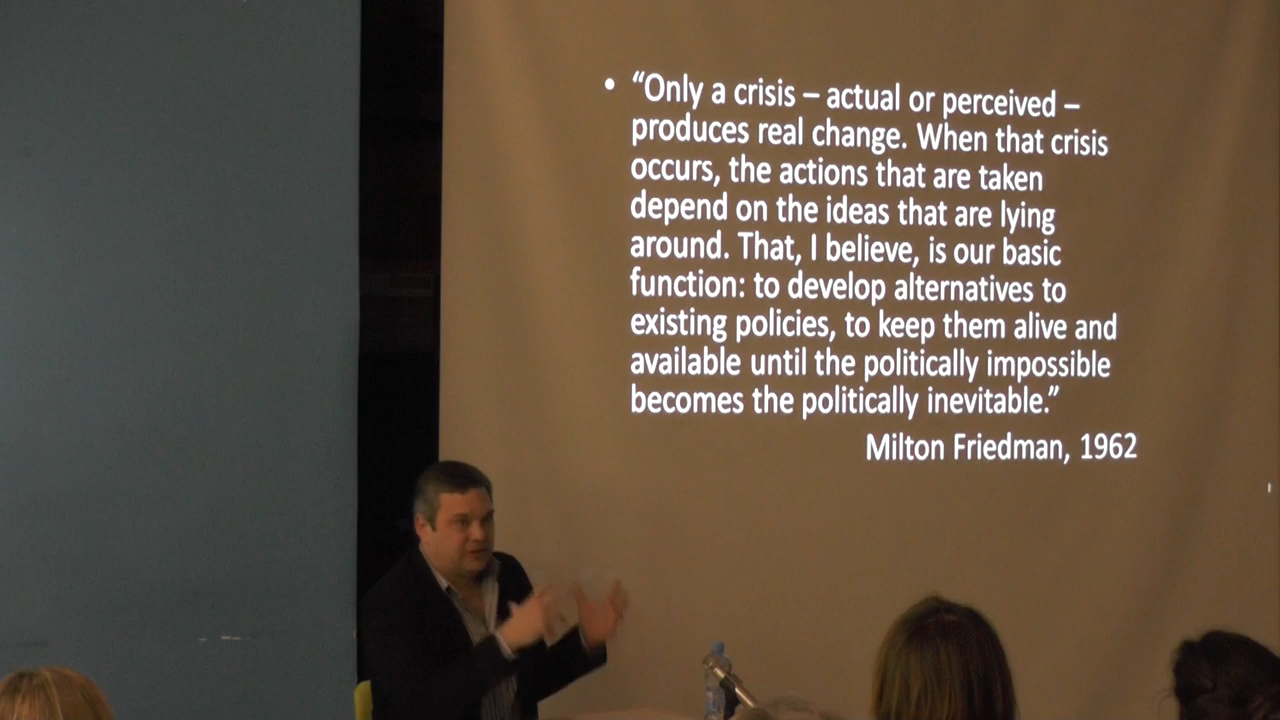 • “Only a crisis – actual or perceived –
produces real change. When that crisis
occurs, the actions that are taken
depend on the ideas that are lying
around. That, I believe, is our basic
function: to develop alternatives to
existing policies, to keep them alive and
available until the politically impossible
becomes the politically inevitable.”
Milton Friedman, 1962